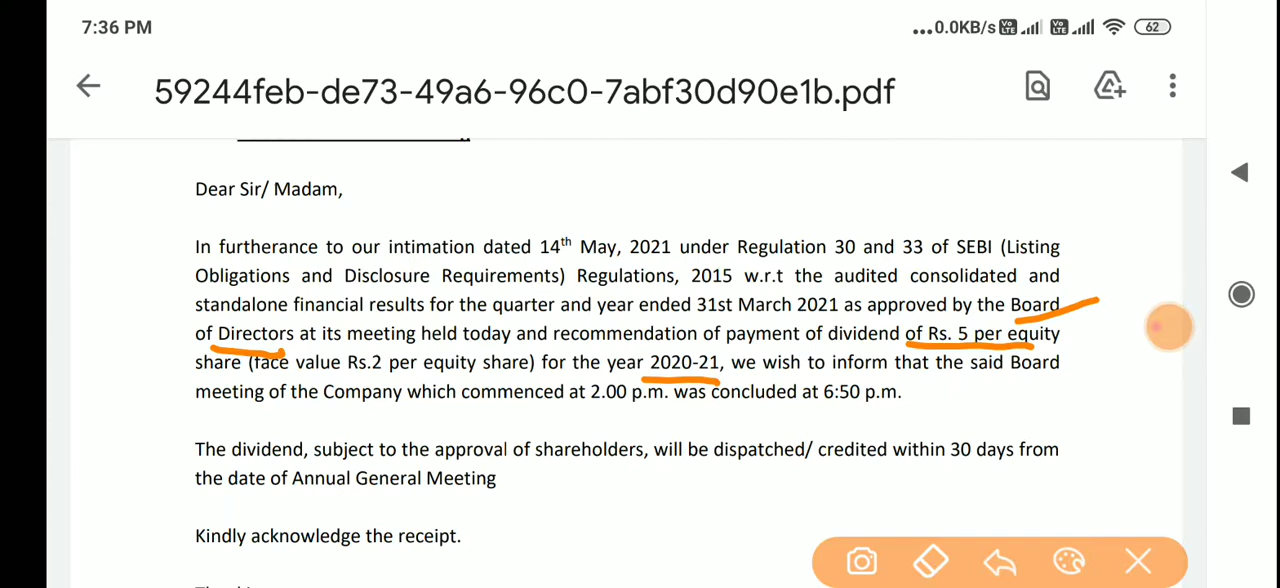 7:36 PM
...0.0KB/s Vo LTE Vo LTE 62
59244feb-de73-49a6-96c0-7abf30d90e1b.pdf
Dear Sir/ Madam,
In furtherance to our intimation dated 14th May, 2021 under Regulation 30 and 33 of SEBI (Listing
Obligations and Disclosure Requirements) Regulations, 2015 w.r.t the audited consolidated and
standalone financial results for the quarter and year ended 31st March 2021 as approved by the Board
of Directors at its meeting held today and recommendation of payment of dividend of Rs. 5 per equity
share (face value Rs.2 per equity share) for the year 2020-21, we wish to inform that the said Board
meeting of the Company which commenced at 2.00 p.m. was concluded at 6:50 p.m.
The dividend, subject to the approval of shareholders, will be dispatched/ credited within 30 days from
the date of Annual General Meeting
Kindly acknowledge the receipt.